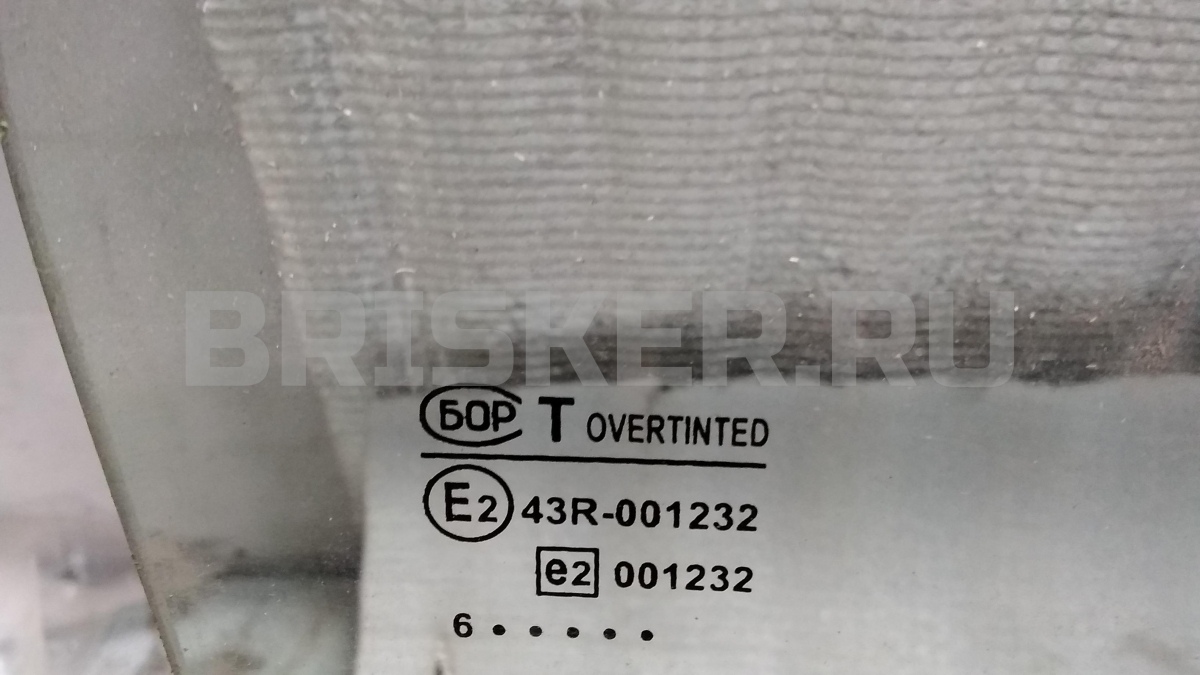 BRISKER.RU
БОР T OVERTINTED
E2 43R-001232
e2 001232
6 • • • • •